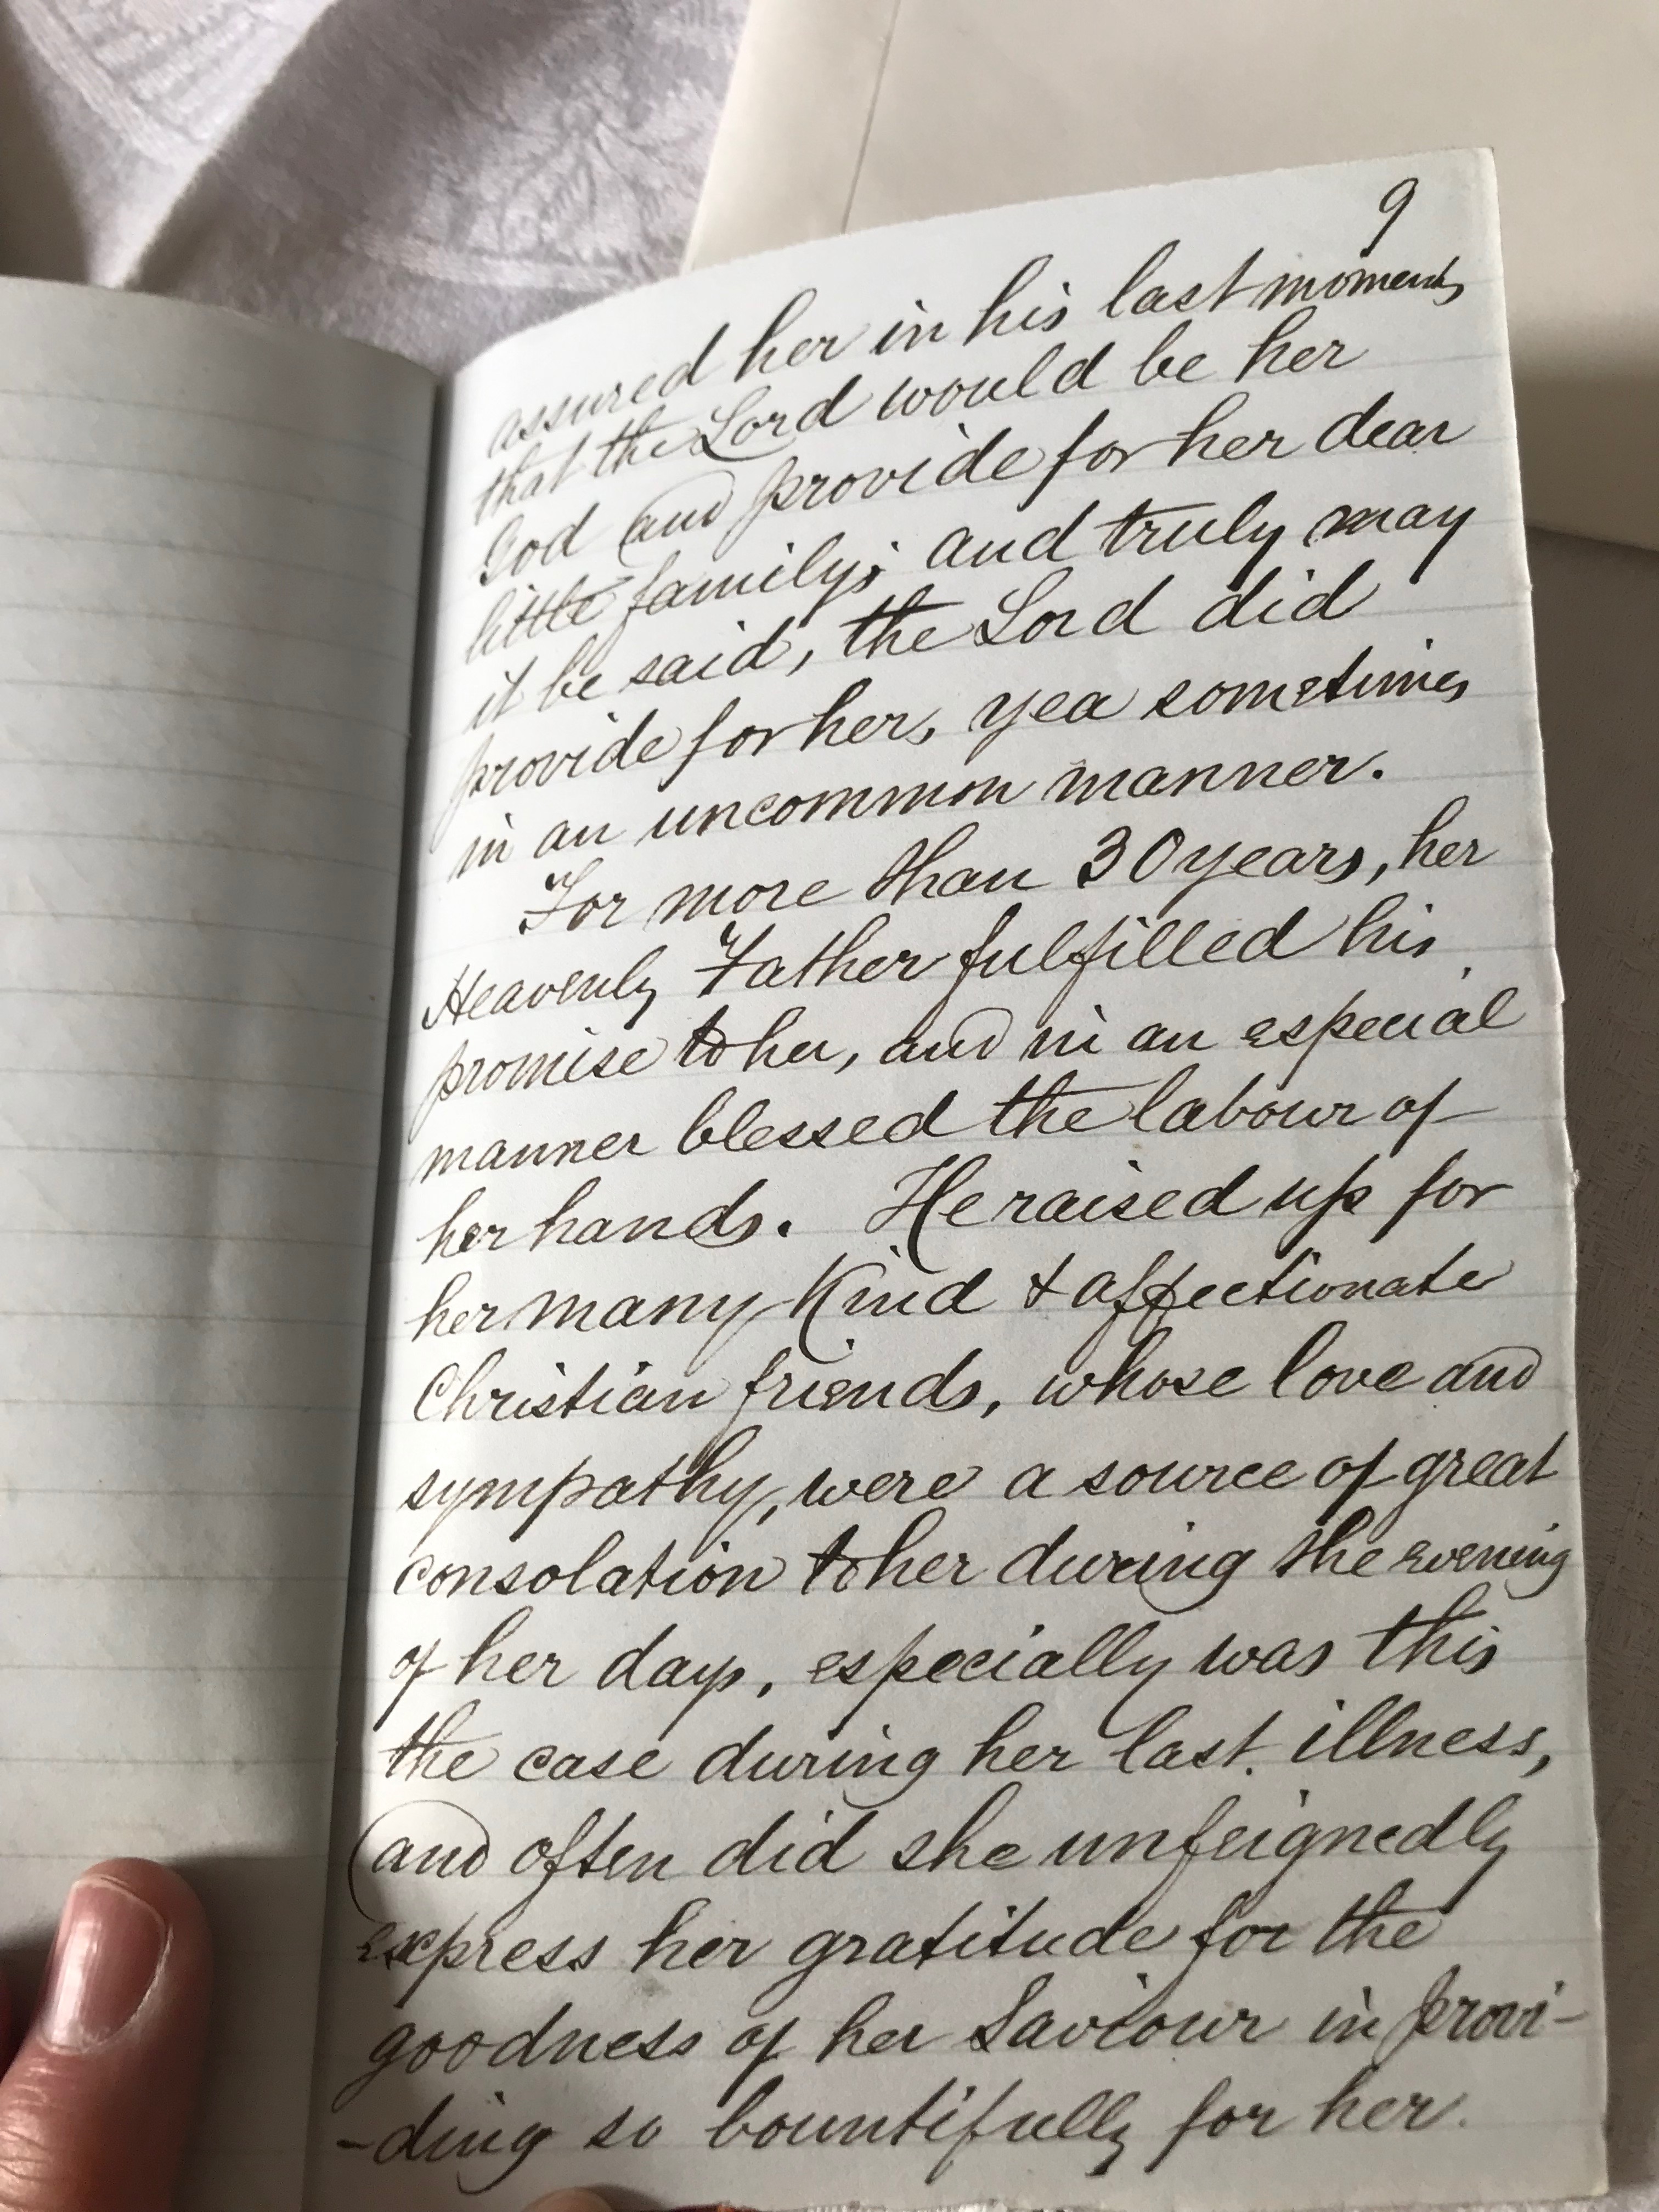 9
assured her in his last moments
that the Lord would be her
God and provide for her dear
little family; and truly may
it be said, the Lord did
provide for her, yea sometimes
in an uncommon manner.
For more than 30 years, her
Heavenly Father fulfilled his
promise to her, and in an especial
manner blessed the labour of
her hands. He raised up for
her many kind & affectionate
Christian friends, whose love and
sympathy, were a source of great
consolation to her during the evening
of her days, especially was this
the case during her last illness,
and often did she unfeignedly
express her gratitude for the
goodness of her Saviour in provi-
-ding so bountifully for her.